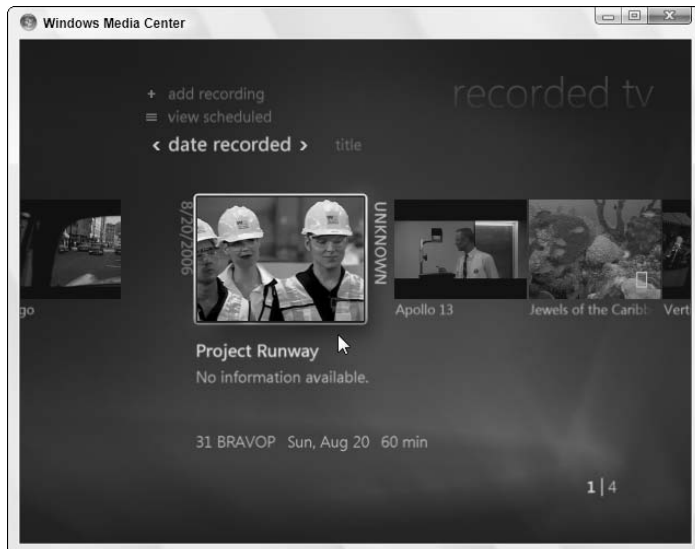 Windows Media Center
recorded tv
+ add recording
≡ view scheduled
‹ date recorded › title
8/20/2006
UNKNOWN
go
Apollo 13
Jewels of the Caribb
Vert
Project Runway
No information available.
31 BRAVOP Sun, Aug 20 60 min
1 | 4